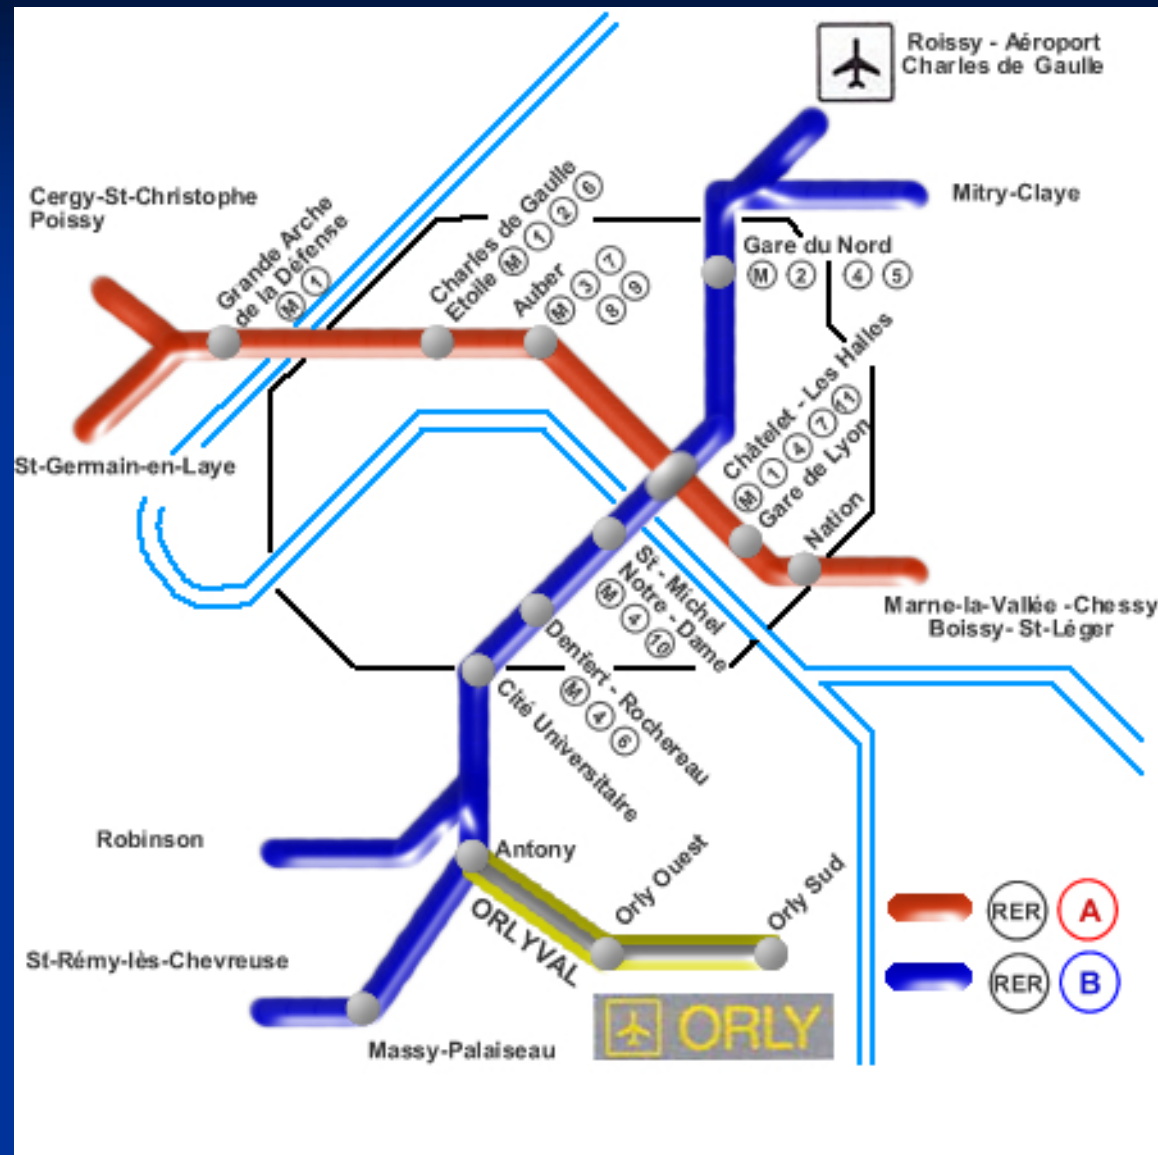 Roissy - Aéroport
Charles de Gaulle
Cergy-St-Christophe
Poissy
Mitry-Claye
Grande Arche
de la Défense
M 1
Charles de Gaulle
Etoile M 1 2 6
Auber
M 3 7
8 9
Gare du Nord
M 2 4 5
Châtelet - Les Halles
M 1 4 7 11
Gare de Lyon
Nation
St-Germain-en-Laye
Marne-la-Vallée -Chessy
Boissy- St-Léger
St - Michel
Notre - Dame
M 4 10
Denfert - Rochereau
M 4 6
Cité Universitaire
Robinson
Antony
Orly Ouest
Orly Sud
ORLYVAL
RER A
St-Rémy-lès-Chevreuse
RER B
ORLY
Massy-Palaiseau